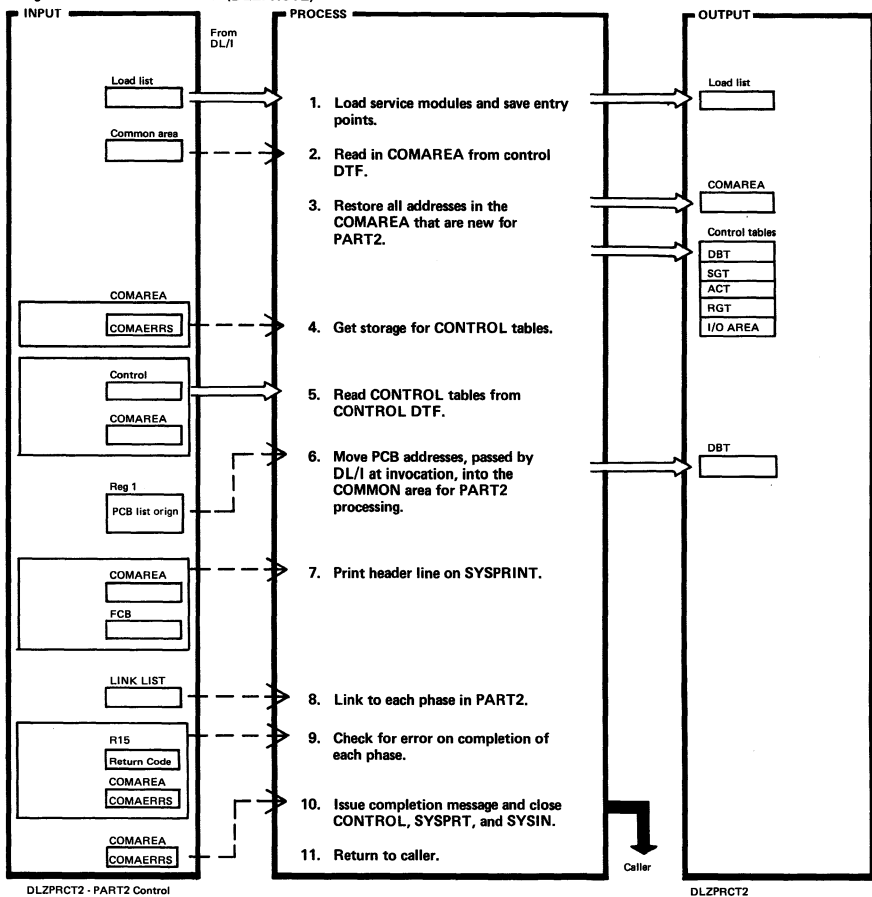 INPUT
From
DL/I
Load list
Common area
COMAREA
COMAERRS
Control
COMAREA
Reg 1
PCB list orign
COMAREA
FCB
LINK LIST
R15
Return Code
COMAREA
COMAERRS
COMAREA
COMAERRS
DLZPRCT2 - PART2 Control
PROCESS
1. Load service modules and save entry
points.
2. Read in COMAREA from control
DTF.
3. Restore all addresses in the
COMAREA that are new for
PART2.
4. Get storage for CONTROL tables.
5. Read CONTROL tables from
CONTROL DTF.
6. Move PCB addresses, passed by
DL/I at invocation, into the
COMMON area for PART2
processing.
7. Print header line on SYSPRINT.
8. Link to each phase in PART2.
9. Check for error on completion of
each phase.
10. Issue completion message and close
CONTROL, SYSPRT, and SYSIN.
11. Return to caller.
Caller
OUTPUT
Load list
COMAREA
Control tables
DBT
SGT
ACT
RGT
I/O AREA
DBT
DLZPRCT2